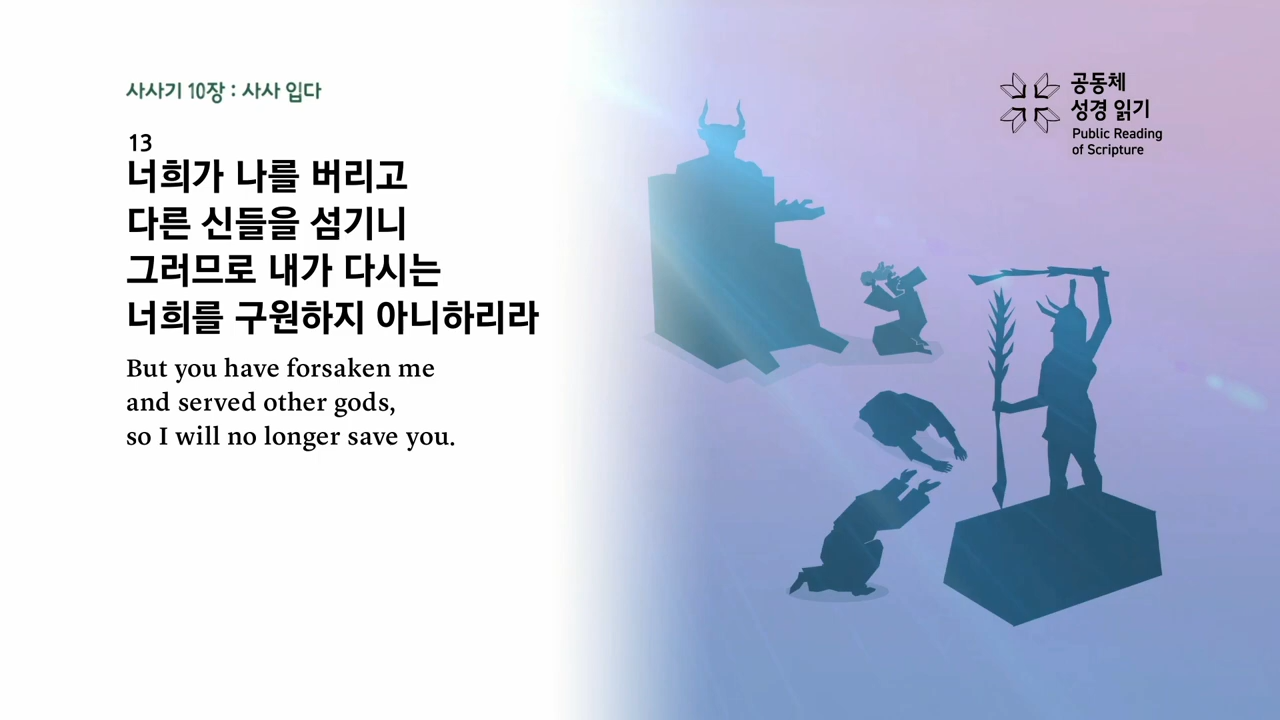 사사기 10장 : 사사 입다
13
너희가 나를 버리고
다른 신들을 섬기니
그러므로 내가 다시는
너희를 구원하지 아니하리라
But you have forsaken me
and served other gods,
so I will no longer save you.
공동체
성경 읽기
Public Reading
of Scripture